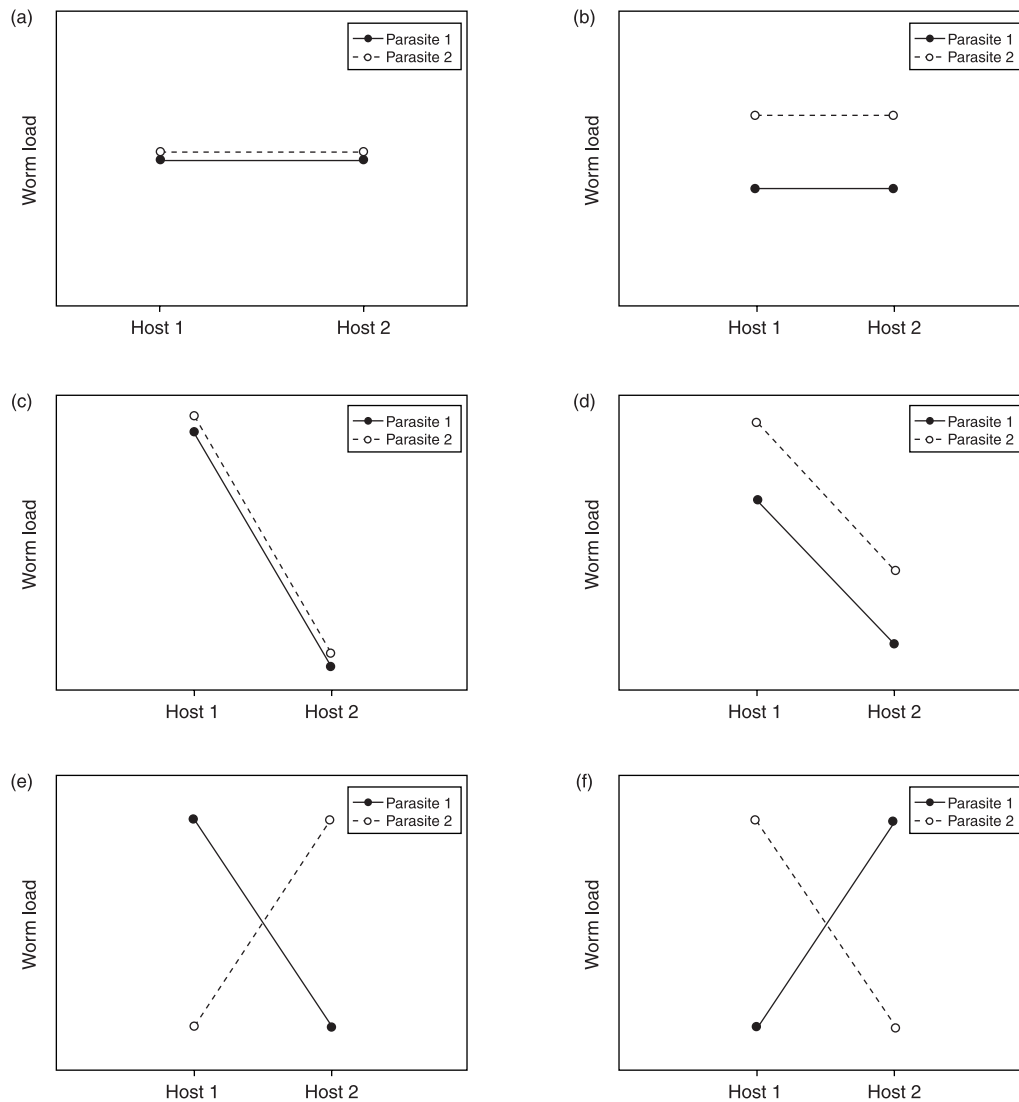 (a)
Parasite 1
Parasite 2
Worm load
Host 1
Host 2
(b)
Parasite 1
Parasite 2
Worm load
Host 1
Host 2
(c)
Parasite 1
Parasite 2
Worm load
Host 1
Host 2
(d)
Parasite 1
Parasite 2
Worm load
Host 1
Host 2
(e)
Parasite 1
Parasite 2
Worm load
Host 1
Host 2
(f)
Parasite 1
Parasite 2
Worm load
Host 1
Host 2